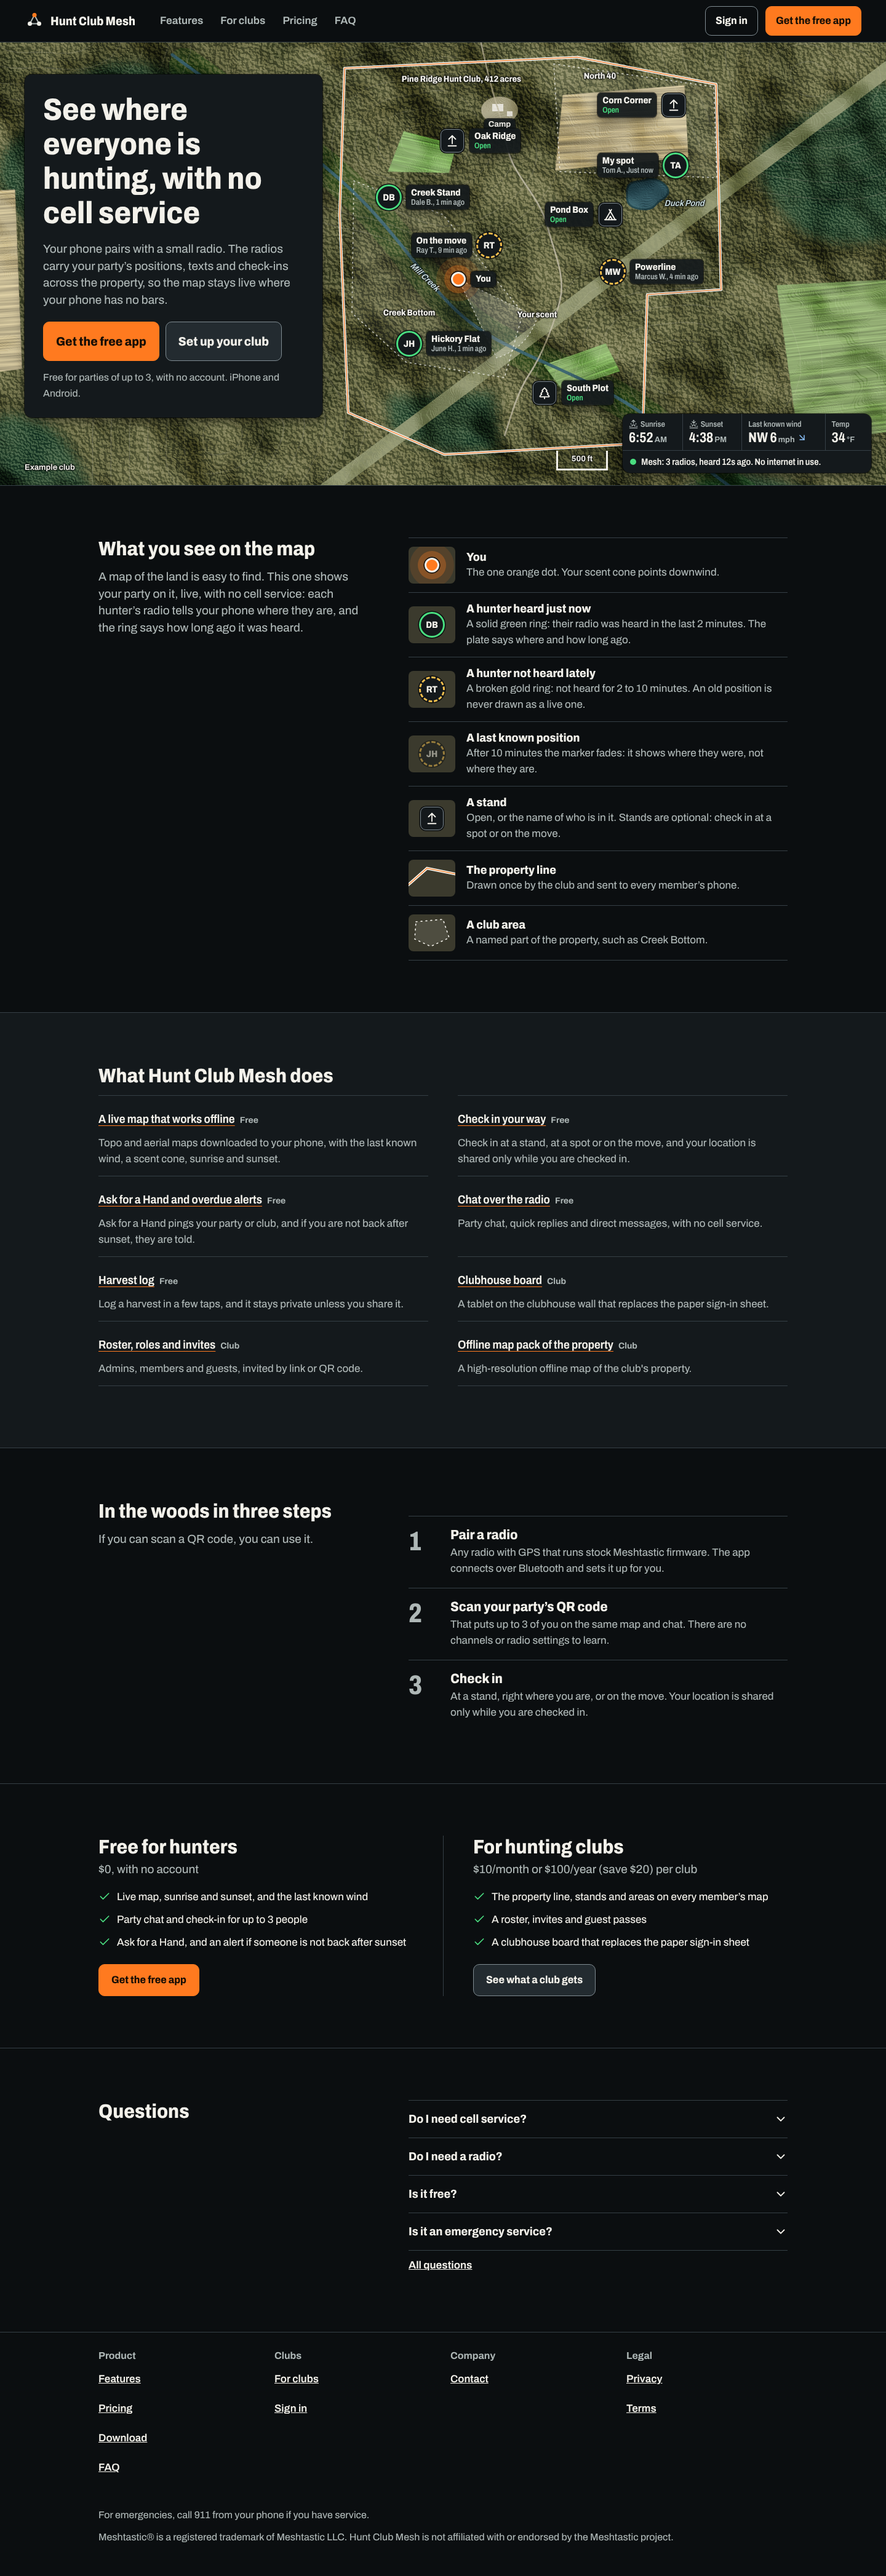 Hunt Club Mesh
Features
For clubs
Pricing
FAQ
Sign in
Get the free app
See where
everyone is
hunting, with no
cell service
Your phone pairs with a small radio. The radios
carry your party's positions, texts and check-ins
across the property, so the map stays live where
your phone has no bars.
Get the free app
Set up your club
Free for parties of up to 3, with no account. iPhone and
Android.
Example club
Pine Ridge Hunt Club, 412 acres
North 40
Corn Corner
Open
Camp
Oak Ridge
Open
My spot
Tom A., Just now
TA
DB
Creek Stand
Dale B., 1 min ago
Duck Pond
Pond Box
Open
On the move
Ray T., 9 min ago
RT
You
Mill Creek
MW
Powerline
Marcus W., 4 min ago
Creek Bottom
Your scent
JH
Hickory Flat
June H., 1 min ago
South Plot
Open
500 ft
Sunrise
6:52 AM
Sunset
4:38 PM
Last known wind
NW 6 mph
Temp
34 °F
Mesh: 3 radios, heard 12s ago. No internet in use.
What you see on the map
A map of the land is easy to find. This one shows
your party on it, live, with no cell service: each
hunter's radio tells your phone where they are, and
the ring says how long ago it was heard.
You
The one orange dot. Your scent cone points downwind.
DB
A hunter heard just now
A solid green ring: their radio was heard in the last 2 minutes. The
plate says where and how long ago.
RT
A hunter not heard lately
A broken gold ring: not heard for 2 to 10 minutes. An old position is
never drawn as a live one.
JH
A last known position
After 10 minutes the marker fades: it shows where they were, not
where they are.
A stand
Open, or the name of who is in it. Stands are optional: check in at a
spot or on the move.
The property line
Drawn once by the club and sent to every member's phone.
A club area
A named part of the property, such as Creek Bottom.
What Hunt Club Mesh does
A live map that works offline Free
Topo and aerial maps downloaded to your phone, with the last known
wind, a scent cone, sunrise and sunset.
Check in your way Free
Check in at a stand, at a spot or on the move, and your location is
shared only while you are checked in.
Ask for a Hand and overdue alerts Free
Ask for a Hand pings your party or club, and if you are not back after
sunset, they are told.
Chat over the radio Free
Party chat, quick replies and direct messages, with no cell service.
Harvest log Free
Log a harvest in a few taps, and it stays private unless you share it.
Clubhouse board Club
A tablet on the clubhouse wall that replaces the paper sign-in sheet.
Roster, roles and invites Club
Admins, members and guests, invited by link or QR code.
Offline map pack of the property Club
A high-resolution offline map of the club's property.
In the woods in three steps
If you can scan a QR code, you can use it.
1
Pair a radio
Any radio with GPS that runs stock Meshtastic firmware. The app
connects over Bluetooth and sets it up for you.
2
Scan your party's QR code
That puts up to 3 of you on the same map and chat. There are no
channels or radio settings to learn.
3
Check in
At a stand, right where you are, or on the move. Your location is shared
only while you are checked in.
Free for hunters
$0, with no account
Live map, sunrise and sunset, and the last known wind
Party chat and check-in for up to 3 people
Ask for a Hand, and an alert if someone is not back after sunset
Get the free app
For hunting clubs
$10/month or $100/year (save $20) per club
The property line, stands and areas on every member's map
A roster, invites and guest passes
A clubhouse board that replaces the paper sign-in sheet
See what a club gets
Questions
Do I need cell service?
Do I need a radio?
Is it free?
Is it an emergency service?
All questions
Product
Features
Pricing
Download
FAQ
Clubs
For clubs
Sign in
Company
Contact
Legal
Privacy
Terms
For emergencies, call 911 from your phone if you have service.
Meshtastic® is a registered trademark of Meshtastic LLC. Hunt Club Mesh is not affiliated with or endorsed by the Meshtastic project.